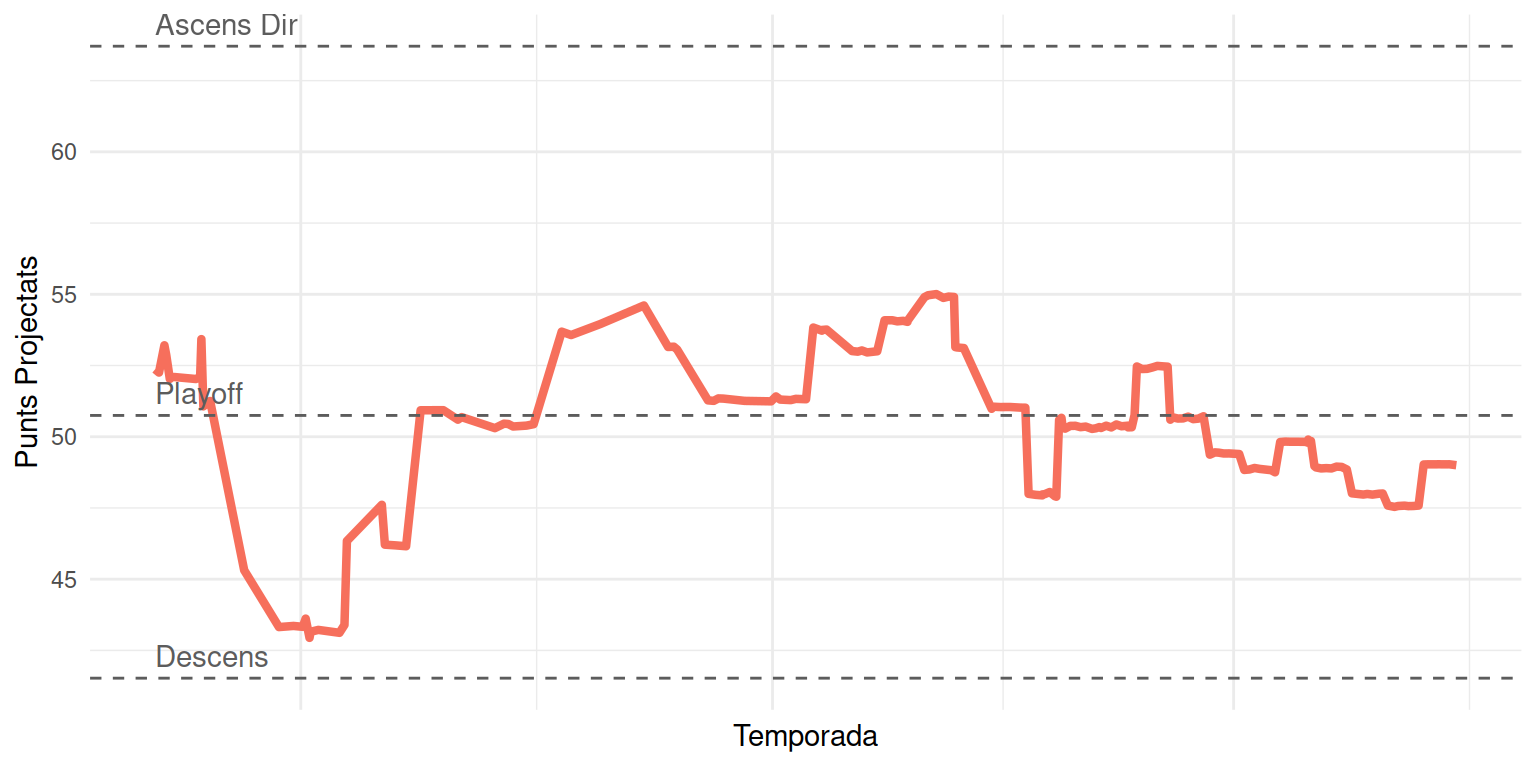 Ascens Dir
60
55
Playoff
50
45
Descens
Punts Projectats
Temporada